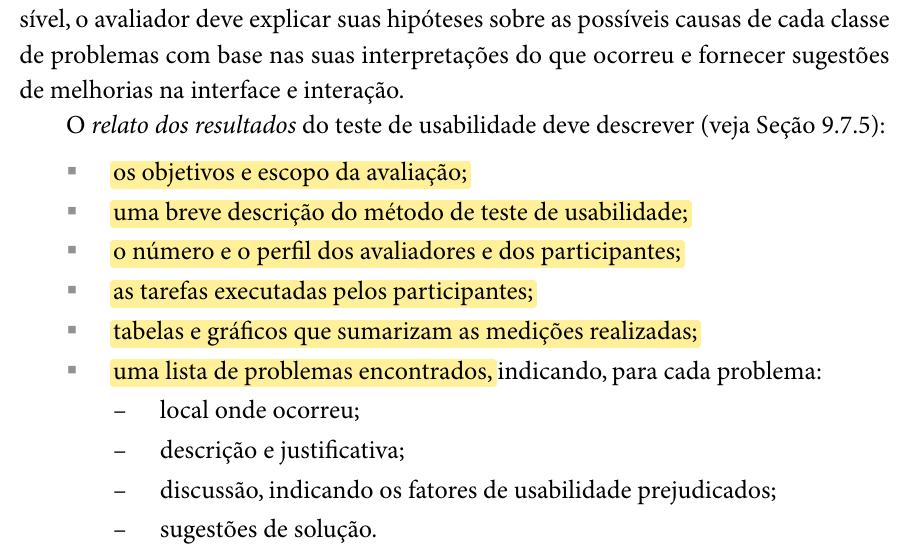 sível, o avaliador deve explicar suas hipóteses sobre as possíveis causas de cada classe
de problemas com base nas suas interpretações do que ocorreu e fornecer sugestões
de melhorias na interface e interação.
O relato dos resultados do teste de usabilidade deve descrever (veja Seção 9.7.5):
▪ os objetivos e escopo da avaliação;
▪ uma breve descrição do método de teste de usabilidade;
▪ o número e o perfil dos avaliadores e dos participantes;
▪ as tarefas executadas pelos participantes;
▪ tabelas e gráficos que sumarizam as medições realizadas;
▪ uma lista de problemas encontrados, indicando, para cada problema:
– local onde ocorreu;
– descrição e justificativa;
– discussão, indicando os fatores de usabilidade prejudicados;
– sugestões de solução.